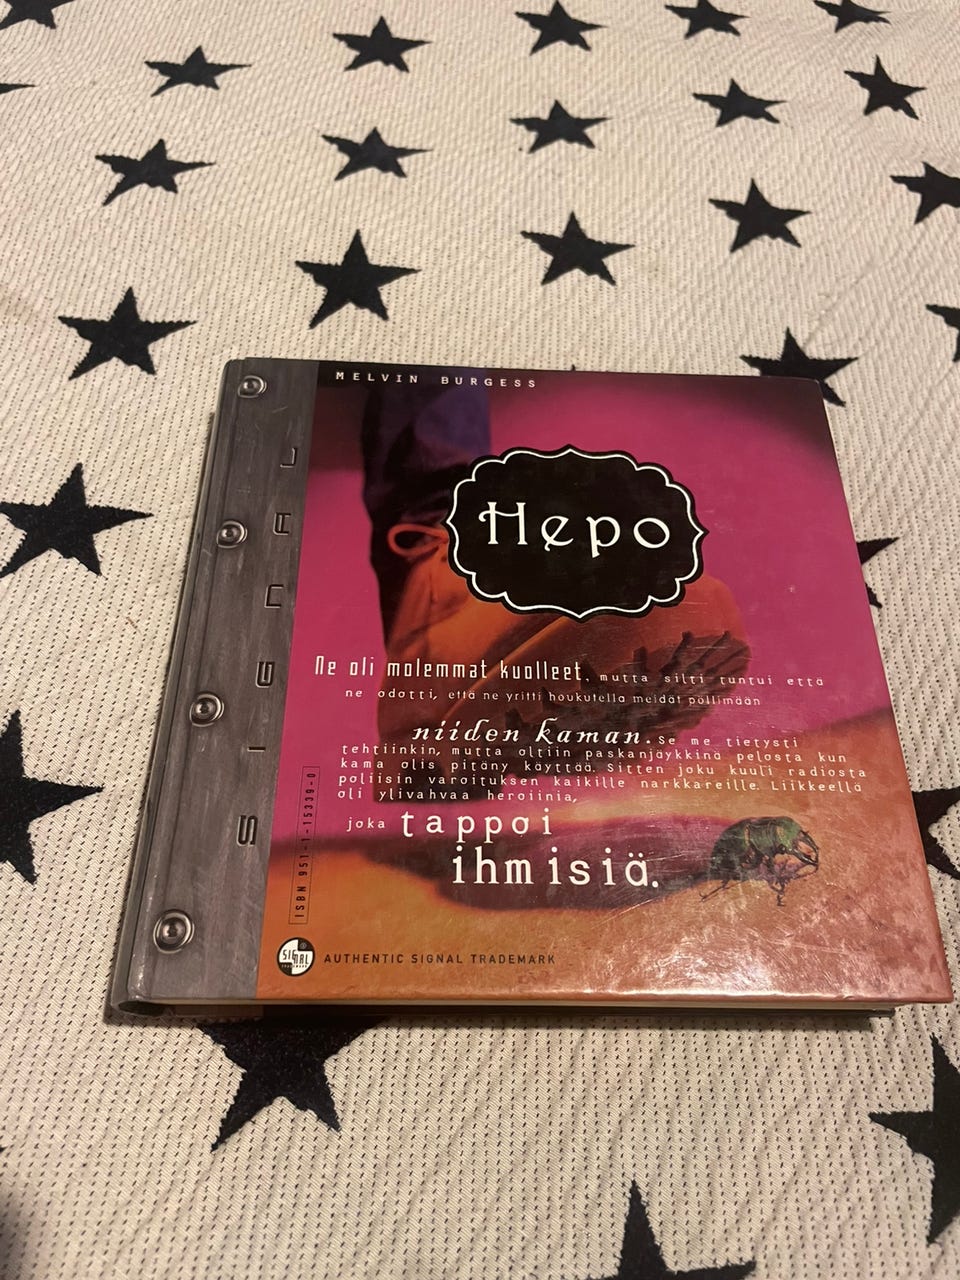 MELVIN BURGESS
Hepo
Ne oli molemmat kuolleet, mutta silti tuntui että
ne odotti, että ne yritti houkutella meidät pöllimään
niiden kaman. Se me tietysti
tehtiinkin, mutta oltiin paskanjäykkinä pelosta kun
kama olis pitäny käyttää. Sitten joku kuuli radiosta
poliisin varoituksen kaikille narkkareille. Liikkeellä
oli ylivahvaa heroiinia,
joka tappoi
ihmisiä.
SIGNAL
ISBN 951-1-15339-0
SIGNAL
AUTHENTIC SIGNAL TRADEMARK